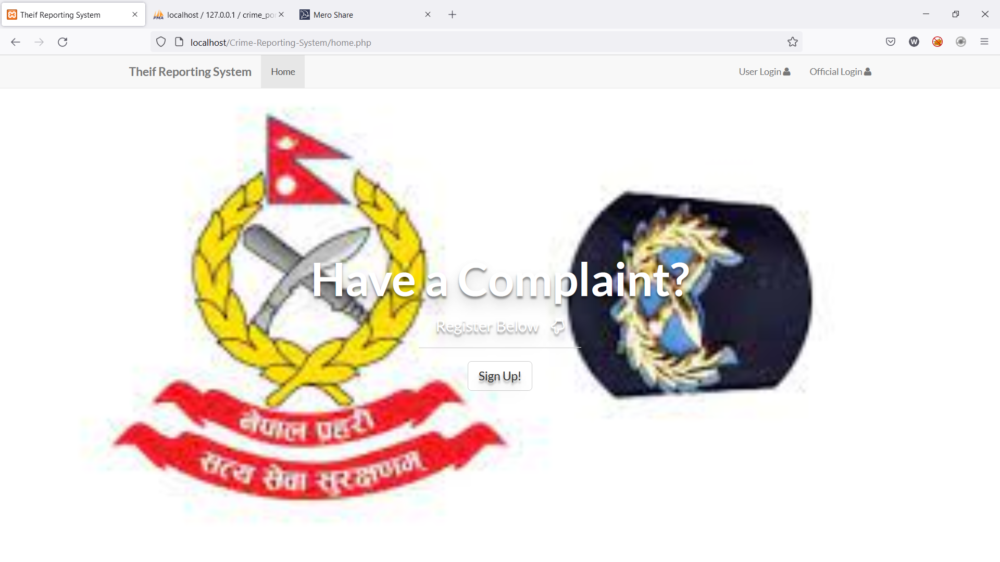 Theif Reporting System
localhost / 127.0.0.1 / crime_por
Mero Share
localhost/Crime-Reporting-System/home.php
W
Theif Reporting System
Home
User Login
Official Login
Have a Complaint?
Register Below
Sign Up!
नेपाल प्रहरी
सत्य सेवा सुरक्षणम्